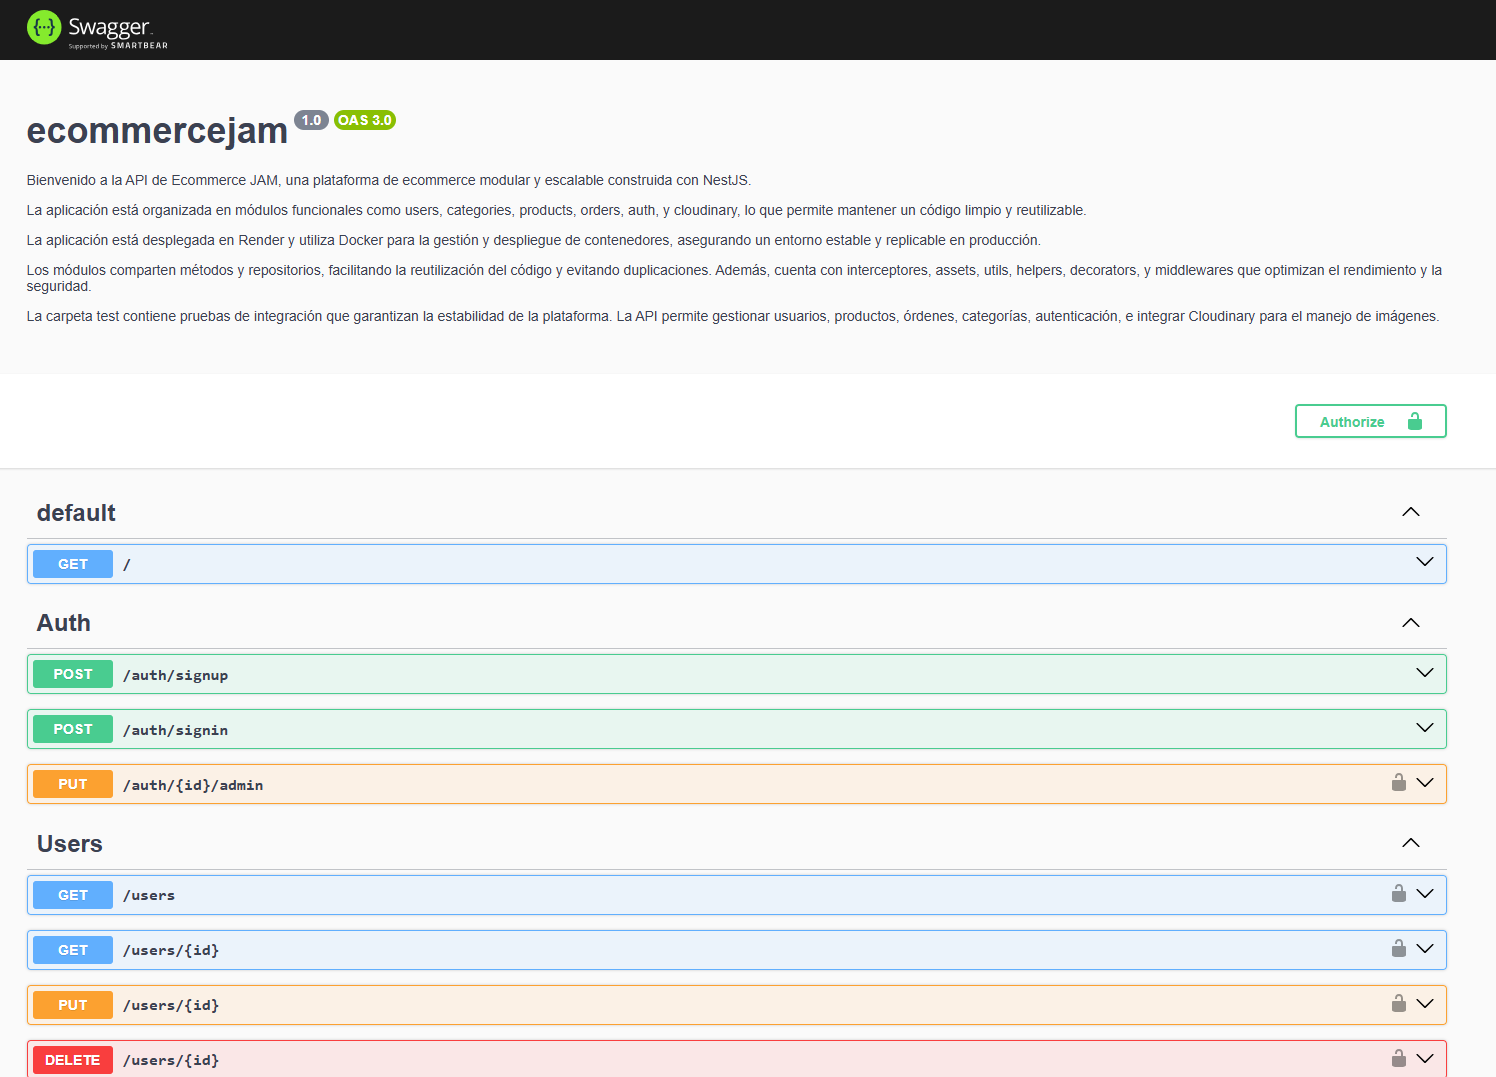 Swagger
Supported by SMARTBEAR
ecommercejam 1.0 OAS 3.0
Bienvenido a la API de Ecommerce JAM, una plataforma de ecommerce modular y escalable construida con NestJS.
La aplicación está organizada en módulos funcionales como users, categories, products, orders, auth, y cloudinary, lo que permite mantener un código limpio y reutilizable.
La aplicación está desplegada en Render y utiliza Docker para la gestión y despliegue de contenedores, asegurando un entorno estable y replicable en producción.
Los módulos comparten métodos y repositorios, facilitando la reutilización del código y evitando duplicaciones. Además, cuenta con interceptores, assets, utils, helpers, decorators, y middlewares que optimizan el rendimiento y la
seguridad.
La carpeta test contiene pruebas de integración que garantizan la estabilidad de la plataforma. La API permite gestionar usuarios, productos, órdenes, categorías, autenticación, e integrar Cloudinary para el manejo de imágenes.
Authorize
default
GET /
Auth
POST /auth/signup
POST /auth/signin
PUT /auth/{id}/admin
Users
GET /users
GET /users/{id}
PUT /users/{id}
DELETE /users/{id}